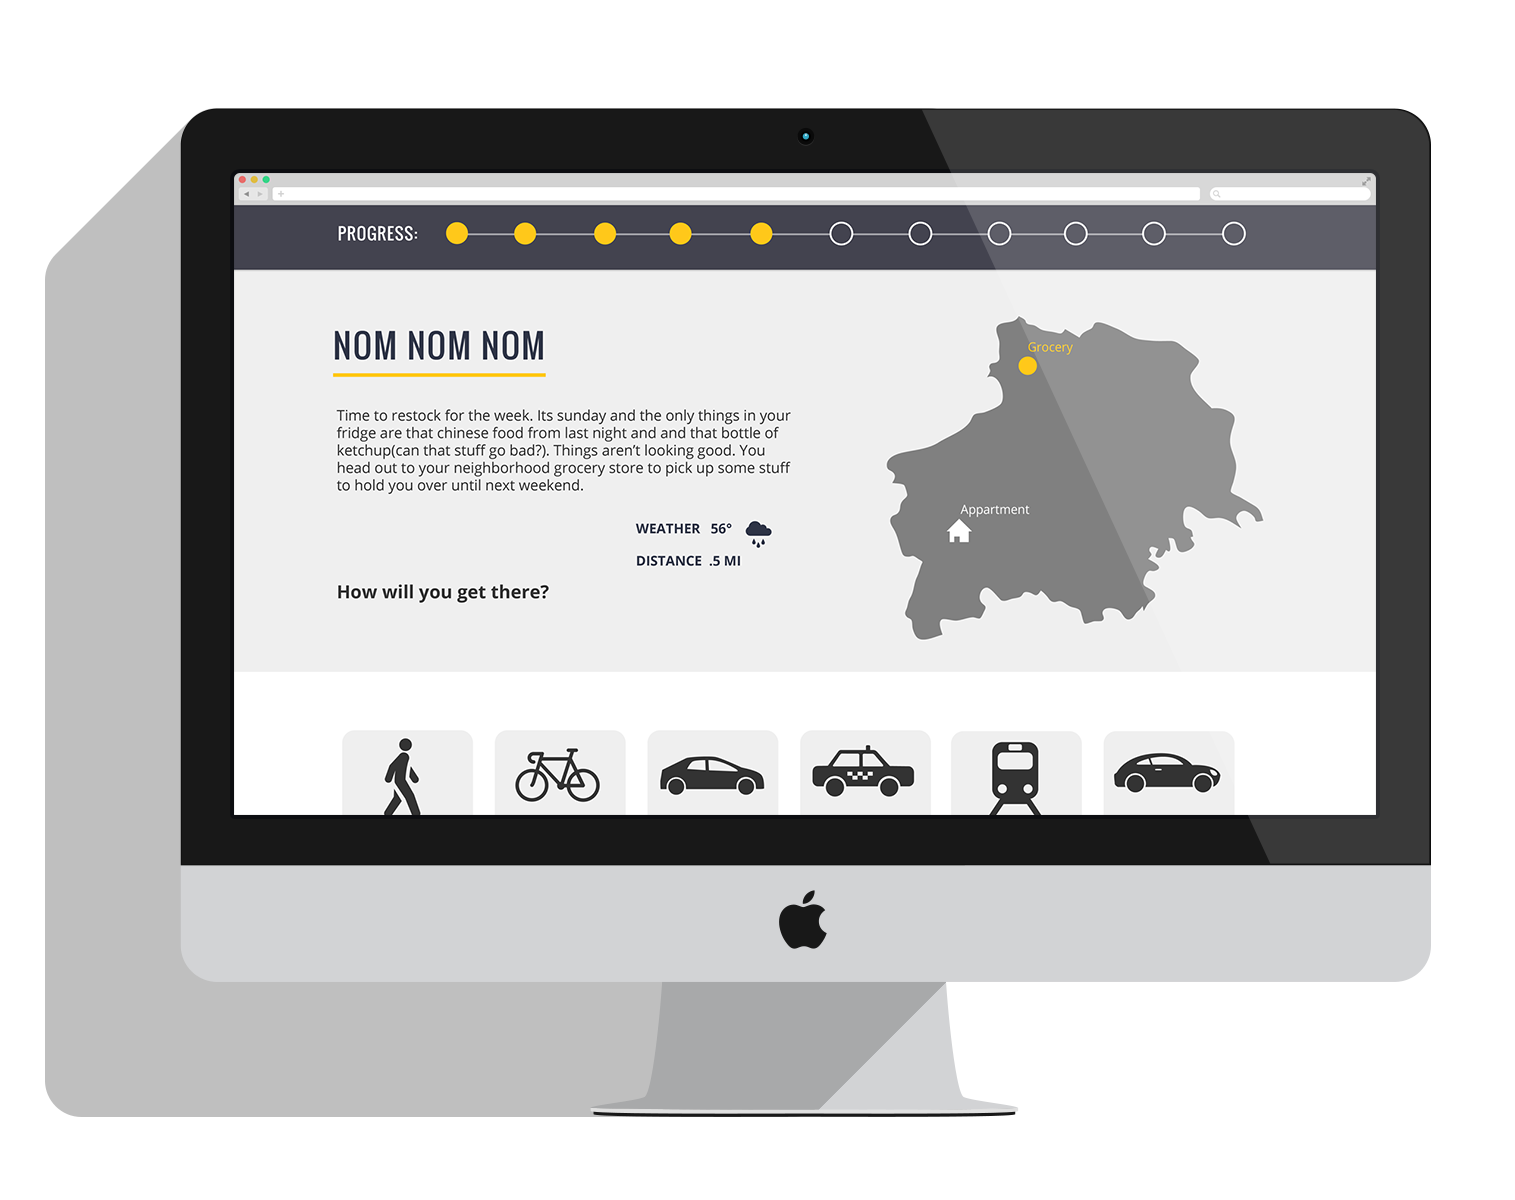 PROGRESS:
NOM NOM NOM
Time to restock for the week. Its sunday and the only things in your
fridge are that chinese food from last night and and that bottle of
ketchup(can that stuff go bad?). Things aren't looking good. You
head out to your neighborhood grocery store to pick up some stuff
to hold you over until next weekend.
WEATHER 56°
DISTANCE .5 MI
How will you get there?
Grocery
Appartment